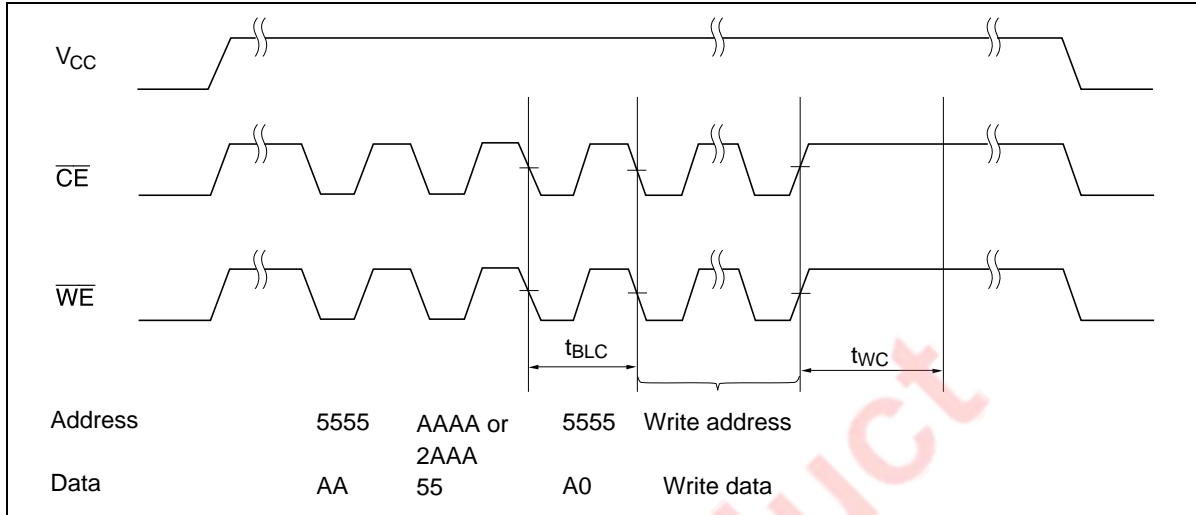 VCC
CE
WE
tBLC
tWC
Address 5555 AAAA or 5555 Write address
2AAA
Data AA 55 A0 Write data